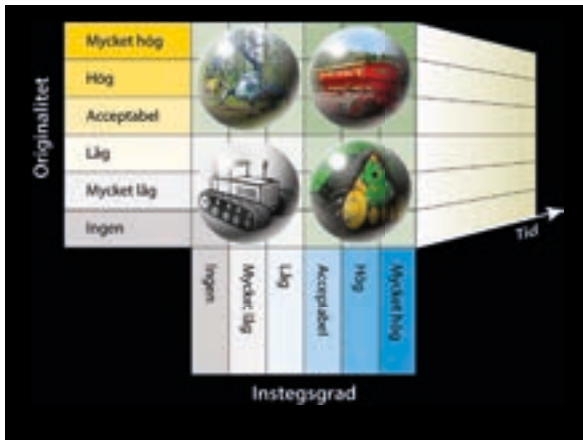 Originalitet
Mycket hög
Hög
Acceptabel
Låg
Mycket låg
Ingen
Tid
Ingen
Mycket låg
Låg
Acceptabel
Hög
Mycket hög
Instegsgrad